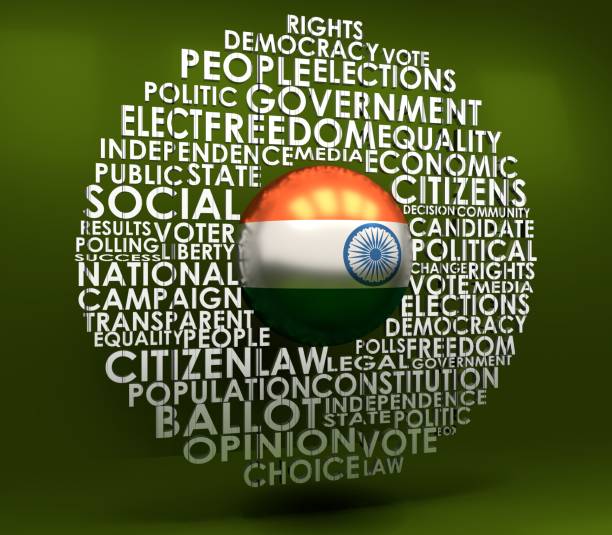 RIGHTS
DEMOCRACY VOTE
PEOPLE ELECTIONS
POLITIC GOVERNMENT
ELECT FREEDOM EQUALITY
INDEPENDENCE MEDIA ECONOMIC
PUBLIC STATE CITIZENS
SOCIAL DECISION COMMUNITY
RESULTS VOTER CANDIDATE
POLLING LIBERTY POLITICAL
SUCCESS CHANGE RIGHTS
NATIONAL VOTE MEDIA
CAMPAIGN ELECTIONS
TRANSPARENT DEMOCRACY
EQUALITY PEOPLE POLLS FREEDOM
CITIZEN LAW LEGAL GOVERNMENT
POPULATION CONSTITUTION
BALLOT INDEPENDENCE
STATE POLITIC
OPINION VOTE BOX
CHOICE LAW